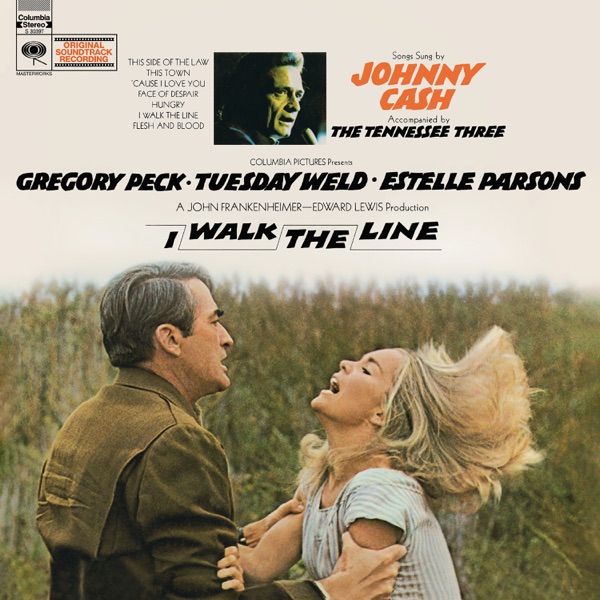 Columbia
Stereo
S 30397
MASTERWORKS
ORIGINAL
SOUNDTRACK
RECORDING
THIS SIDE OF THE LAW
THIS TOWN
'CAUSE I LOVE YOU
FACE OF DESPAIR
HUNGRY
I WALK THE LINE
FLESH AND BLOOD
Songs Sung by
JOHNNY
CASH
Accompanied by
THE TENNESSEE THREE
COLUMBIA PICTURES Presents
GREGORY PECK · TUESDAY WELD · ESTELLE PARSONS
A JOHN FRANKENHEIMER—EDWARD LEWIS Production
I WALK THE LINE